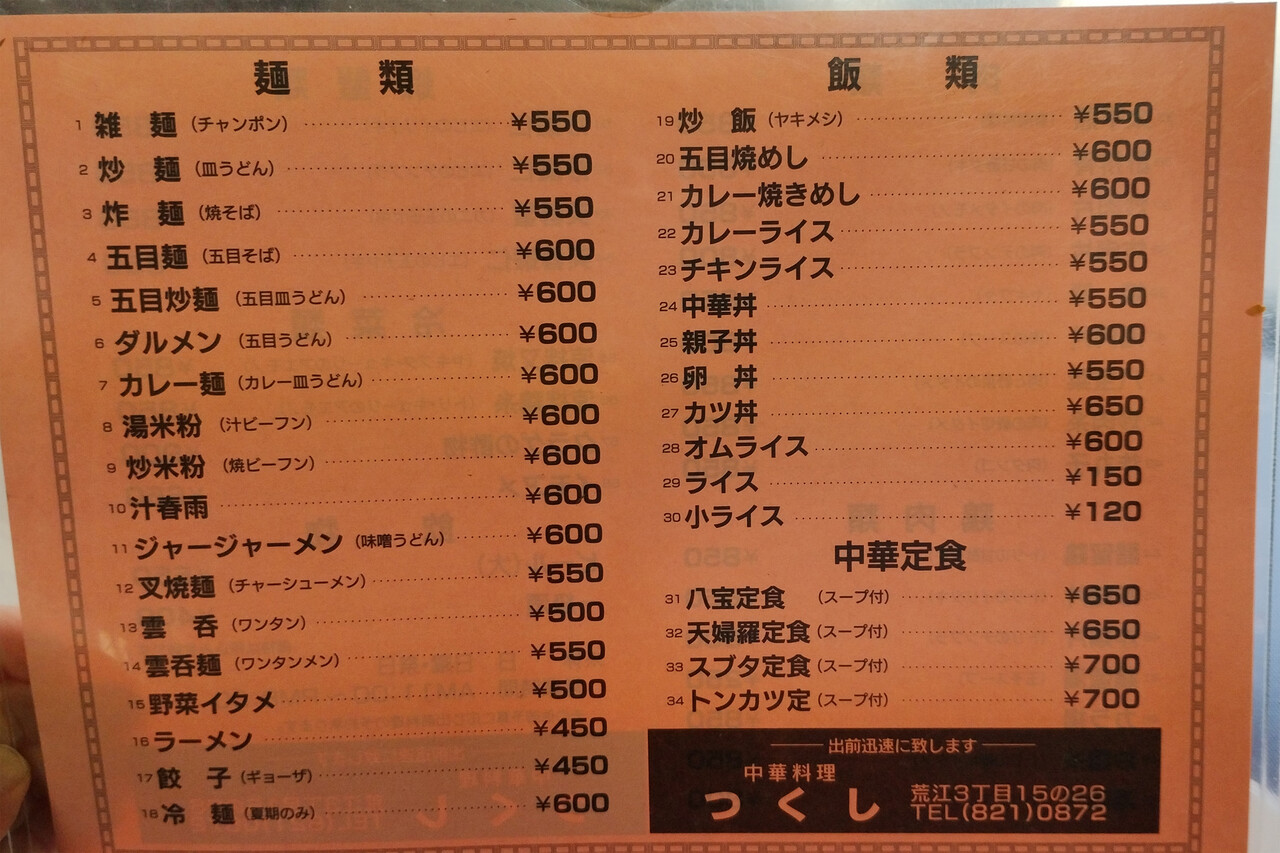 麺類
1 雑麺（チャンポン） ¥550
2 炒麺（皿うどん） ¥550
3 炸麺（焼そば） ¥550
4 五目麺（五目そば） ¥600
5 五目炒麺（五目皿うどん） ¥600
6 ダルメン（五目うどん） ¥600
7 カレー麺（カレー皿うどん） ¥600
8 湯米粉（汁ビーフン） ¥600
9 炒米粉（焼ビーフン） ¥600
10 汁春雨 ¥600
11 ジャージャーメン（味噌うどん） ¥600
12 叉焼麺（チャーシューメン） ¥550
13 雲呑（ワンタン） ¥500
14 雲呑麺（ワンタンメン） ¥550
15 野菜イタメ ¥500
16 ラーメン ¥450
17 餃子（ギョーザ） ¥450
18 冷麺（夏期のみ） ¥600
飯類
19 炒飯（ヤキメシ） ¥550
20 五目焼めし ¥600
21 カレー焼きめし ¥600
22 カレーライス ¥550
23 チキンライス ¥550
24 中華丼 ¥550
25 親子丼 ¥600
26 卵丼 ¥550
27 カツ丼 ¥650
28 オムライス ¥600
29 ライス ¥150
30 小ライス ¥120
中華定食
31 八宝定食（スープ付） ¥650
32 天婦羅定食（スープ付） ¥650
33 スブタ定食（スープ付） ¥700
34 トンカツ定（スープ付） ¥700
出前迅速に致します
中華料理
つくし
荒江3丁目15の26
TEL(821)0872